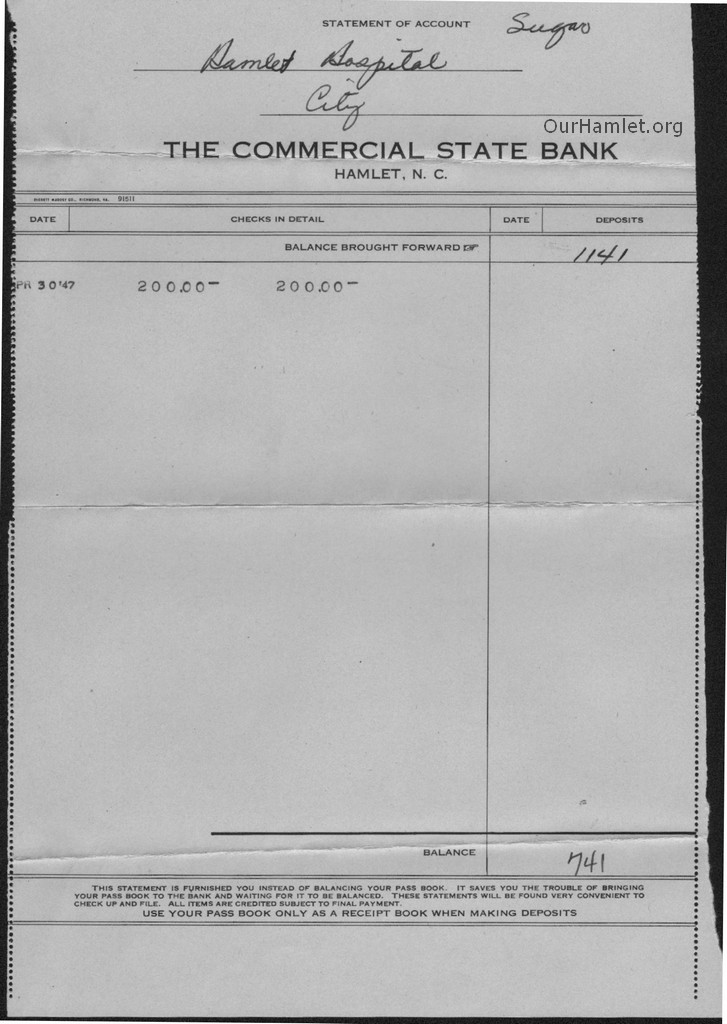 STATEMENT OF ACCOUNT Sugar
Hamlet Hospital
City
OurHamlet.org
THE COMMERCIAL STATE BANK
HAMLET, N. C.
91511
DATE CHECKS IN DETAIL DATE DEPOSITS
BALANCE BROUGHT FORWARD ☞ 1141
PR 30'47 200.00- 200.00-
BALANCE 741
THIS STATEMENT IS FURNISHED YOU INSTEAD OF BALANCING YOUR PASS BOOK. IT SAVES YOU THE TROUBLE OF BRINGING
YOUR PASS BOOK TO THE BANK AND WAITING FOR IT TO BE BALANCED. THESE STATEMENTS WILL BE FOUND VERY CONVENIENT TO
CHECK UP AND FILE. ALL ITEMS ARE CREDITED SUBJECT TO FINAL PAYMENT.
USE YOUR PASS BOOK ONLY AS A RECEIPT BOOK WHEN MAKING DEPOSITS